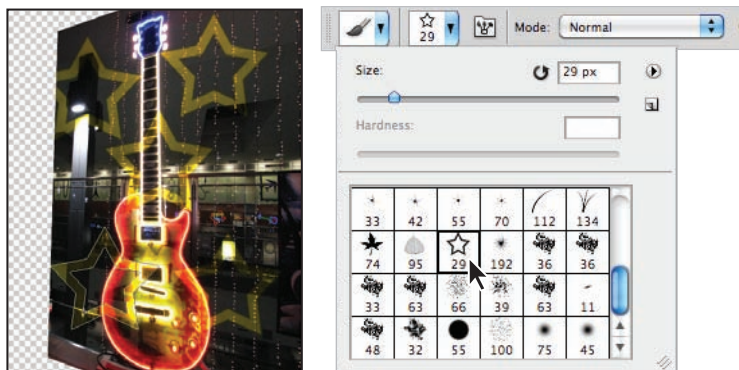 29
Mode: Normal
Size:
29 px
Hardness:
33 42 55 70 112 134
74 95 29 192 36 36
33 63 66 39 63 11
48 32 55 100 75 45